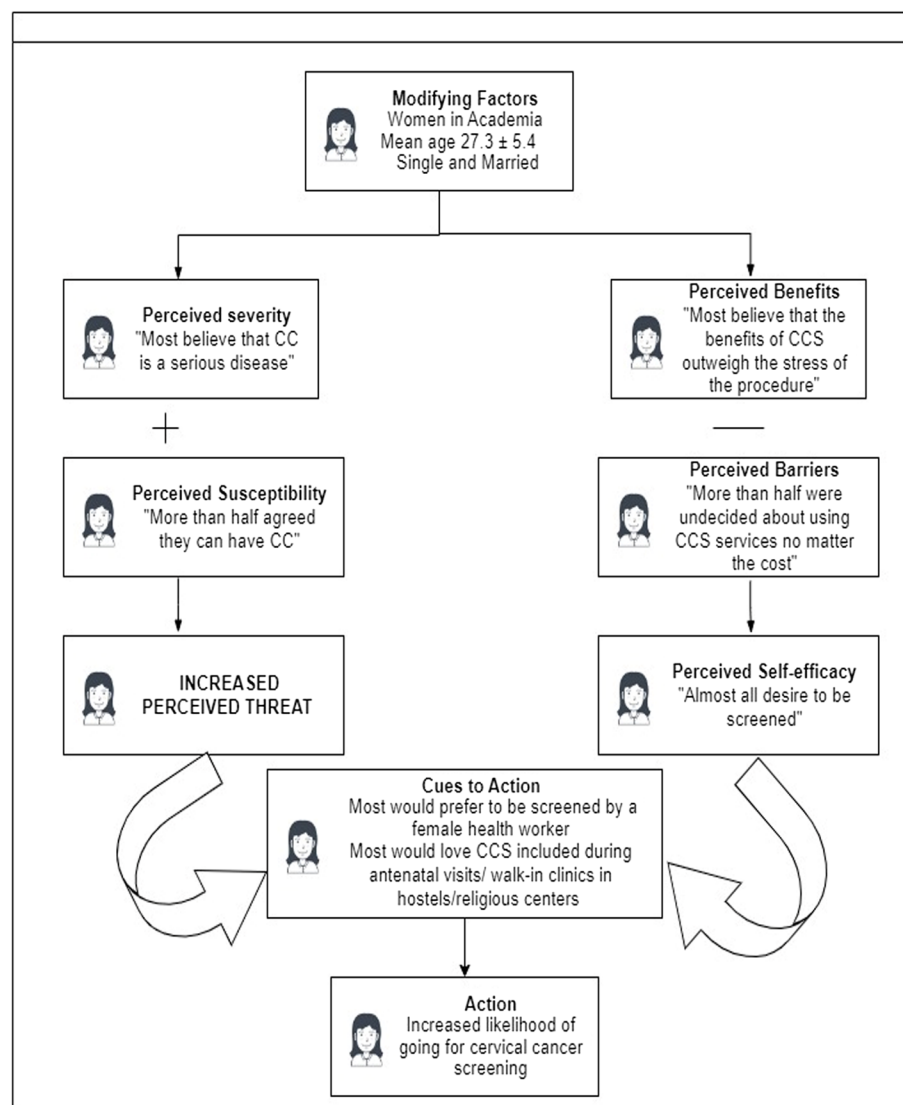 Modifying Factors
Women in Academia
Mean age 27.3 ± 5.4
Single and Married
Perceived severity
"Most believe that CC
is a serious disease"
Perceived Benefits
"Most believe that the
benefits of CCS
outweigh the stress of
the procedure"
Perceived Susceptibility
"More than half agreed
they can have CC"
Perceived Barriers
"More than half were
undecided about using
CCS services no matter
the cost"
INCREASED
PERCEIVED THREAT
Perceived Self-efficacy
"Almost all desire to be
screened"
Cues to Action
Most would prefer to be screened by a
female health worker
Most would love CCS included during
antenatal visits/ walk-in clinics in
hostels/religious centers
Action
Increased likelihood of
going for cervical cancer
screening